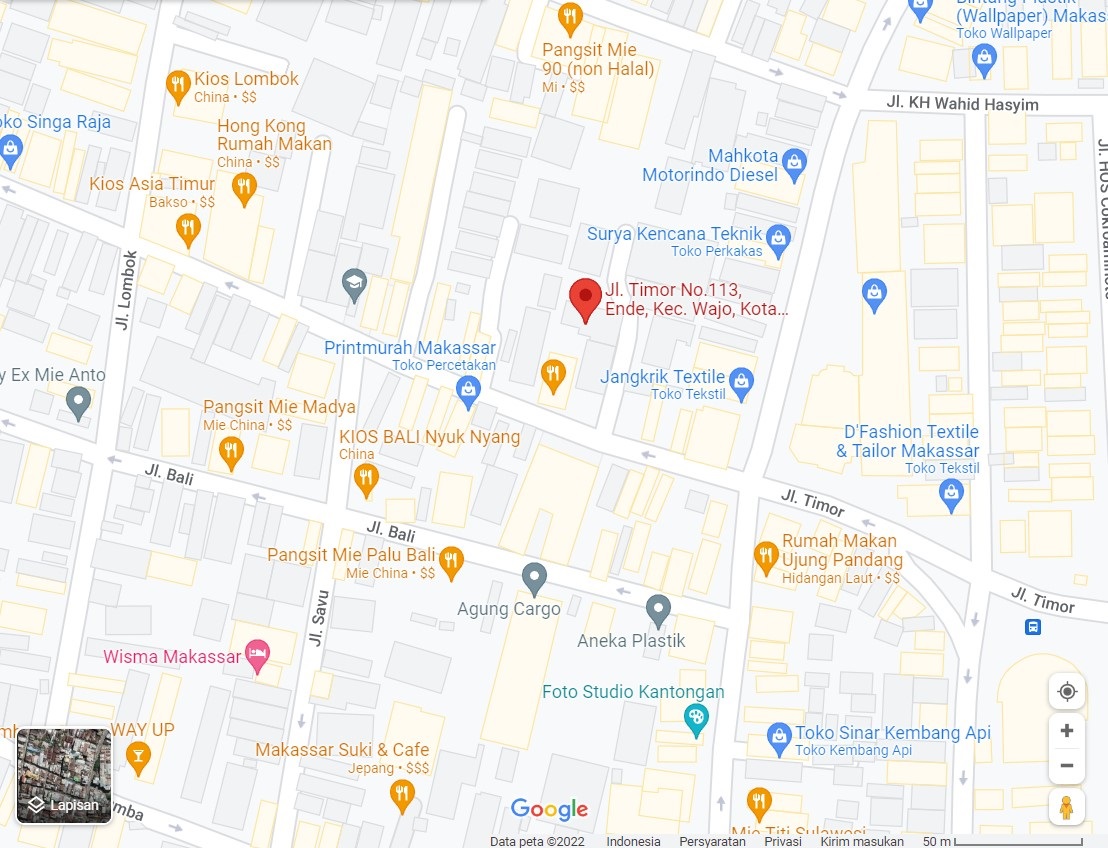 Bintang Plastik
(Wallpaper) Makas
Toko Wallpaper
Pangsit Mie
90 (non Halal)
Mi • $$
Kios Lombok
China • $$
Jl. KH Wahid Hasyim
oko Singa Raja
Hong Kong
Rumah Makan
China • $$
Mahkota
Motorindo Diesel
Jl. HOS Cokroaminoto
Kios Asia Timur
Bakso • $$
Surya Kencana Teknik
Toko Perkakas
Jl. Lombok
Jl. Timor No.113,
Ende, Kec. Wajo, Kota...
Printmurah Makassar
Toko Percetakan
y Ex Mie Anto
Jangkrik Textile
Toko Tekstil
Pangsit Mie Madya
Mie China • $$
KIOS BALI Nyuk Nyang
China
D'Fashion Textile
& Tailor Makassar
Toko Tekstil
Jl. Bali
Jl. Timor
Jl. Bali
Rumah Makan
Ujung Pandang
Hidangan Laut • $$
Pangsit Mie Palu Bali
Mie China • $$
Agung Cargo
Jl. Timor
Jl. Savu
Aneka Plastik
Wisma Makassar
Foto Studio Kantongan
WAY UP
Toko Sinar Kembang Api
Toko Kembang Api
Makassar Suki & Cafe
Jepang • $$$
Lapisan
mba
Google
Mie Titi Sulawesi
Data peta ©2022
Indonesia
Persyaratan
Privasi
Kirim masukan
50 m